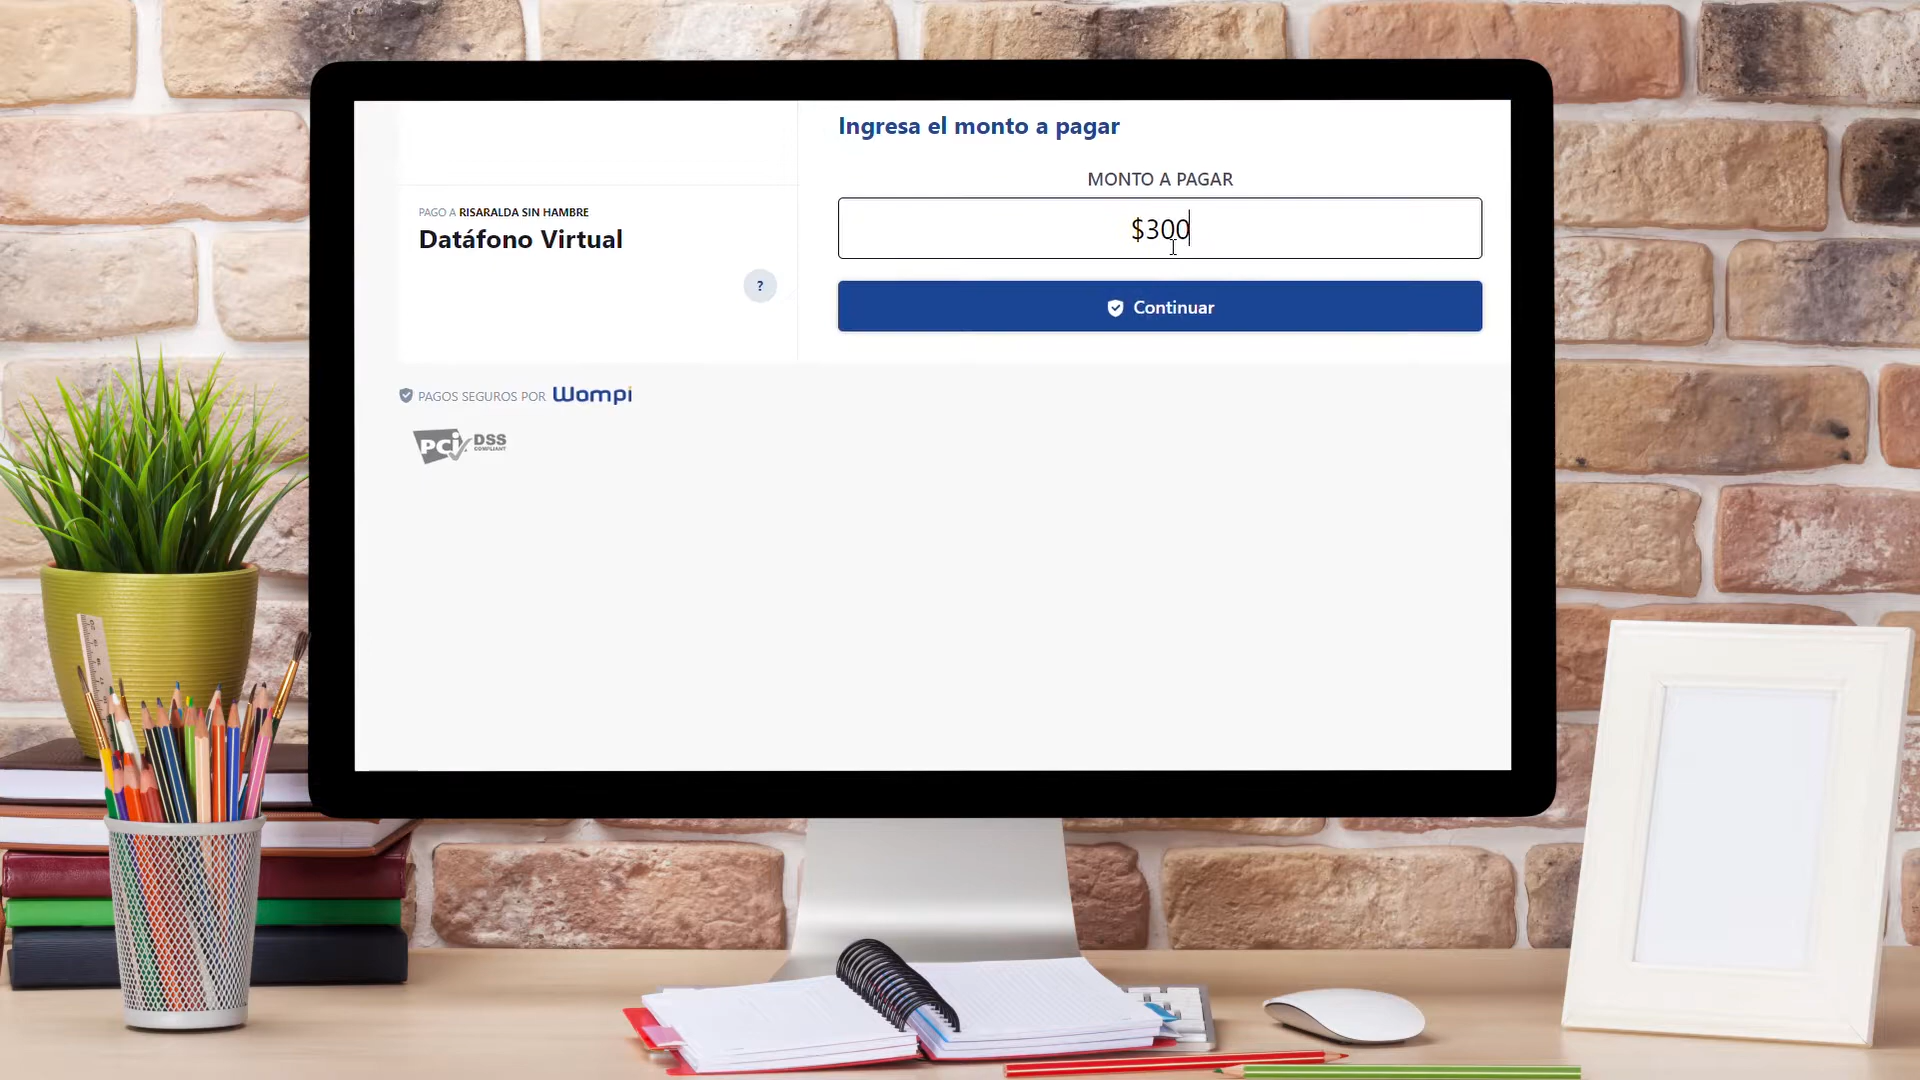 Ingresa el monto a pagar
MONTO A PAGAR
$300
Continuar
PAGO A RISARALDA SIN HAMBRE
Datáfono Virtual
?
PAGOS SEGUROS POR Wompi
PCI DSS
COMPLIANT